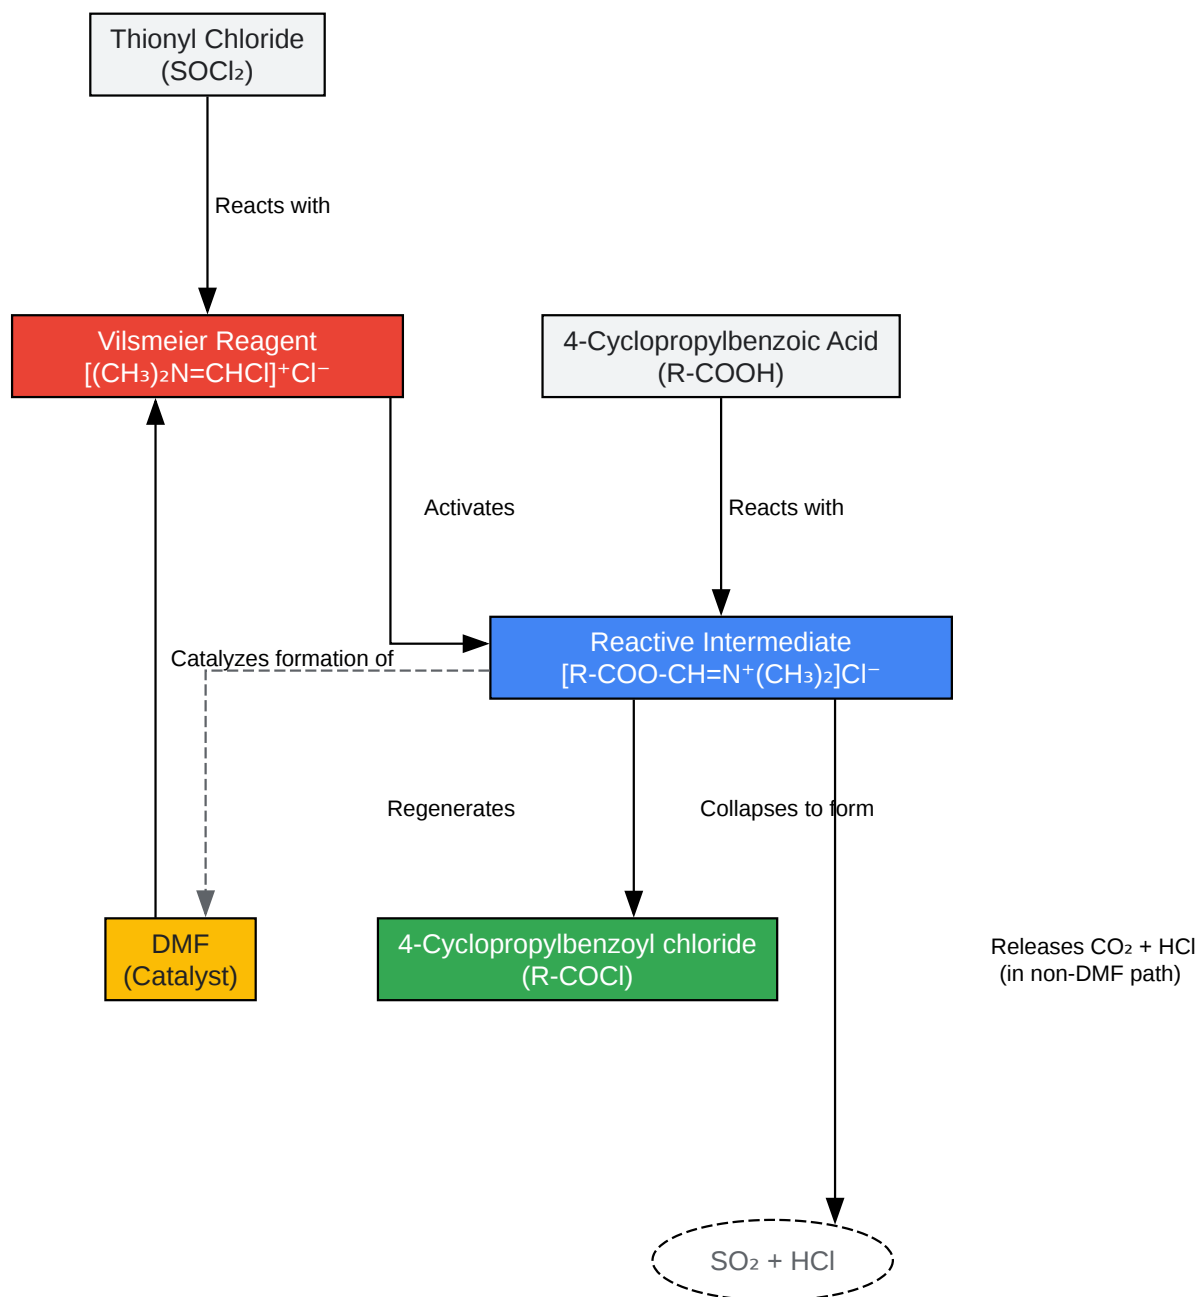 Thionyl Chloride
(SOCl₂)
Reacts with
Vilsmeier Reagent
[(CH₃)₂N=CHCl]⁺Cl⁻
4-Cyclopropylbenzoic Acid
(R-COOH)
Activates
Reacts with
Reactive Intermediate
[R-COO-CH=N⁺(CH₃)₂]Cl⁻
Catalyzes formation of
Regenerates
Collapses to form
DMF
(Catalyst)
4-Cyclopropylbenzoyl chloride
(R-COCl)
Releases CO₂ + HCl
(in non-DMF path)
SO₂ + HCl